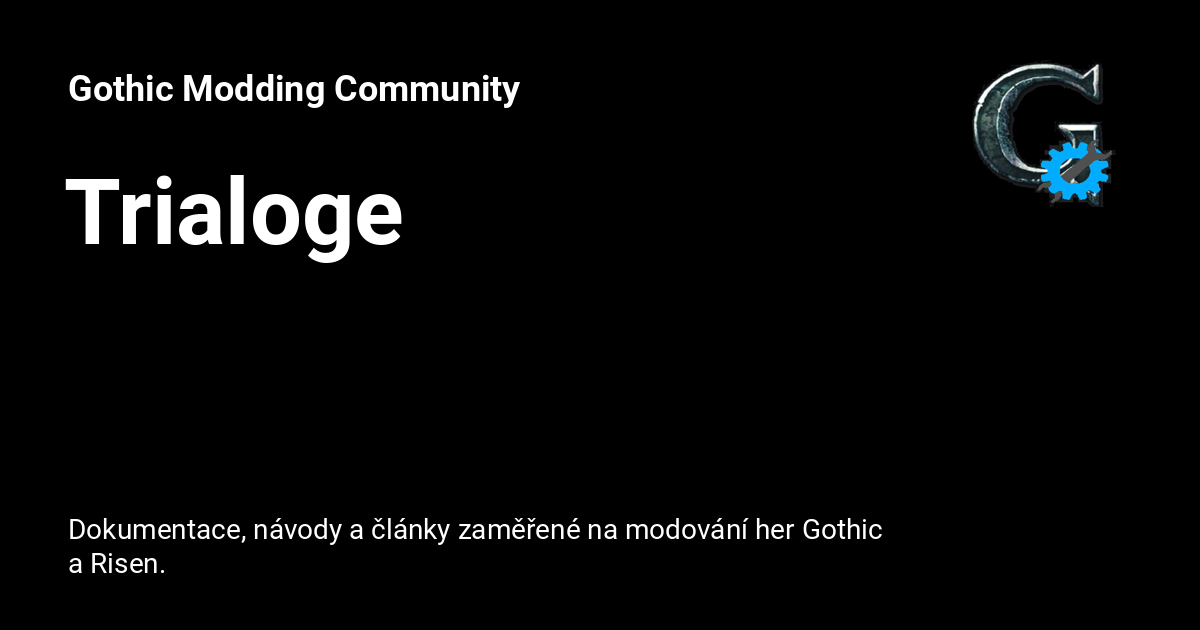 Gothic Modding Community
Trialoge
Dokumentace, návody a články zaměřené na modování her Gothic
a Risen.